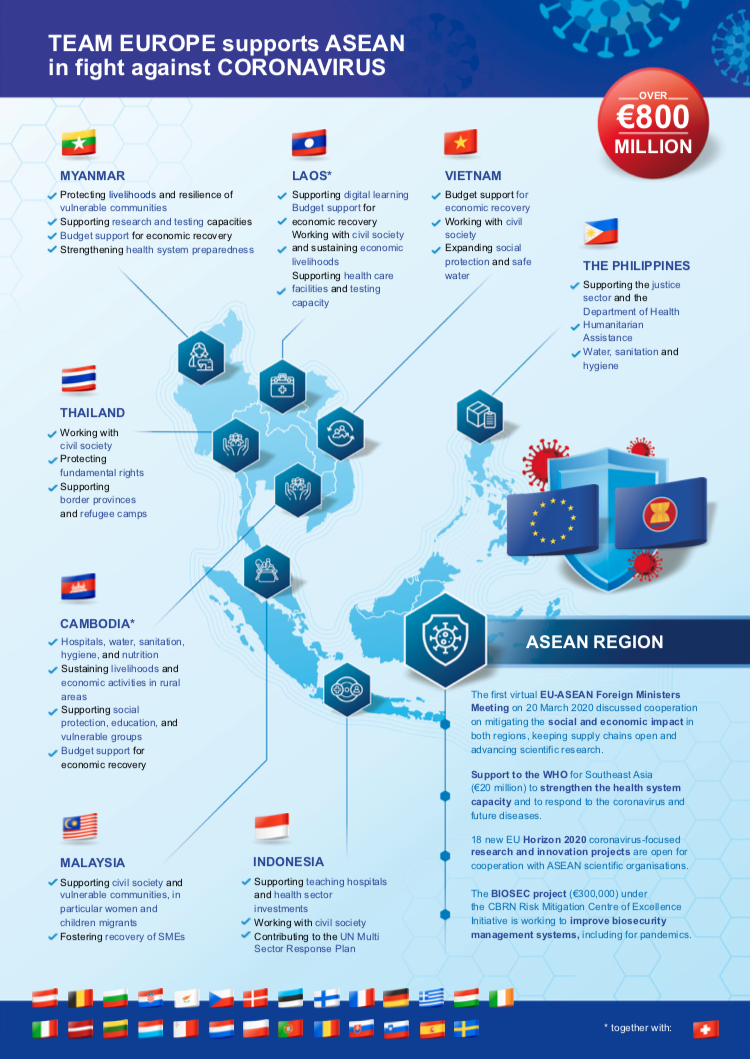 TEAM EUROPE supports ASEAN
in fight against CORONAVIRUS
OVER
€800
MILLION
MYANMAR
Protecting livelihoods and resilience of
vulnerable communities
Supporting research and testing capacities
Budget support for economic recovery
Strengthening health system preparedness
LAOS*
Supporting digital learning
Budget support for
economic recovery
Working with civil society
and sustaining economic
livelihoods
Supporting health care
facilities and testing
capacity
VIETNAM
Budget support for
economic recovery
Working with civil
society
Expanding social
protection and safe
water
THE PHILIPPINES
Supporting the justice
sector and the
Department of Health
Humanitarian
Assistance
Water, sanitation and
hygiene
THAILAND
Working with
civil society
Protecting
fundamental rights
Supporting
border provinces
and refugee camps
CAMBODIA*
Hospitals, water, sanitation,
hygiene, and nutrition
Sustaining livelihoods and
economic activities in rural
areas
Supporting social
protection, education, and
vulnerable groups
Budget support for
economic recovery
ASEAN REGION
The first virtual EU-ASEAN Foreign Ministers
Meeting on 20 March 2020 discussed cooperation
on mitigating the social and economic impact in
both regions, keeping supply chains open and
advancing scientific research.
Support to the WHO for Southeast Asia
(€20 million) to strengthen the health system
capacity and to respond to the coronavirus and
future diseases.
18 new EU Horizon 2020 coronavirus-focused
research and innovation projects are open for
cooperation with ASEAN scientific organisations.
The BIOSEC project (€300,000) under
the CBRN Risk Mitigation Centre of Excellence
Initiative is working to improve biosecurity
management systems, including for pandemics.
MALAYSIA
Supporting civil society and
vulnerable communities, in
particular women and
children migrants
Fostering recovery of SMEs
INDONESIA
Supporting teaching hospitals
and health sector
investments
Working with civil society
Contributing to the UN Multi
Sector Response Plan
* together with: